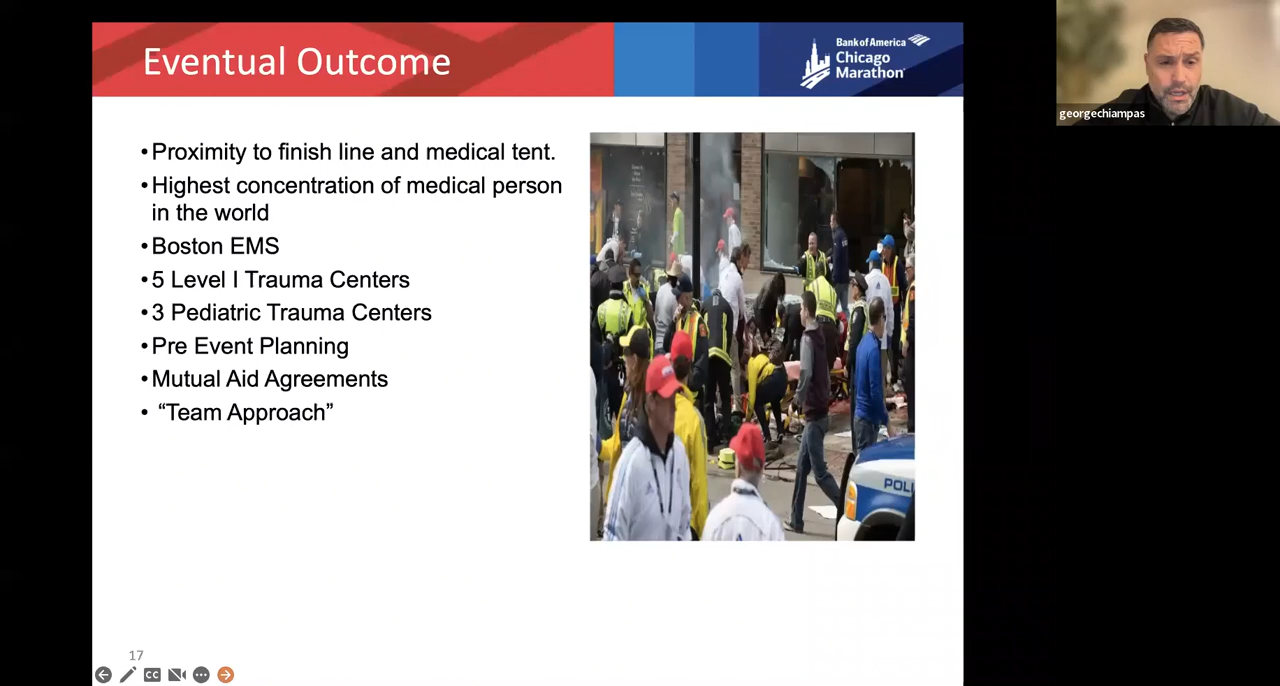 Eventual Outcome
Bank of America
Chicago
Marathon
georgechiampas
•Proximity to finish line and medical tent.
•Highest concentration of medical person
in the world
•Boston EMS
•5 Level I Trauma Centers
•3 Pediatric Trauma Centers
•Pre Event Planning
•Mutual Aid Agreements
• “Team Approach”
POLI
17
CC